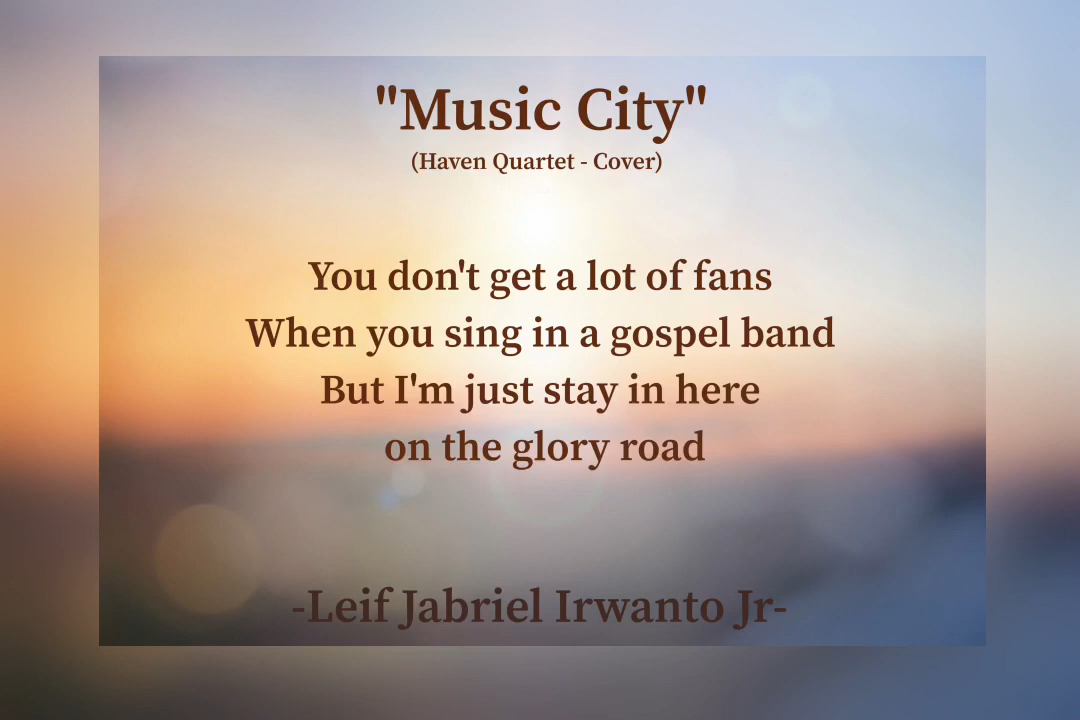 "Music City"
(Haven Quartet - Cover)
You don't get a lot of fans
When you sing in a gospel band
But I'm just stay in here
on the glory road
-Leif Jabriel Irwanto Jr-